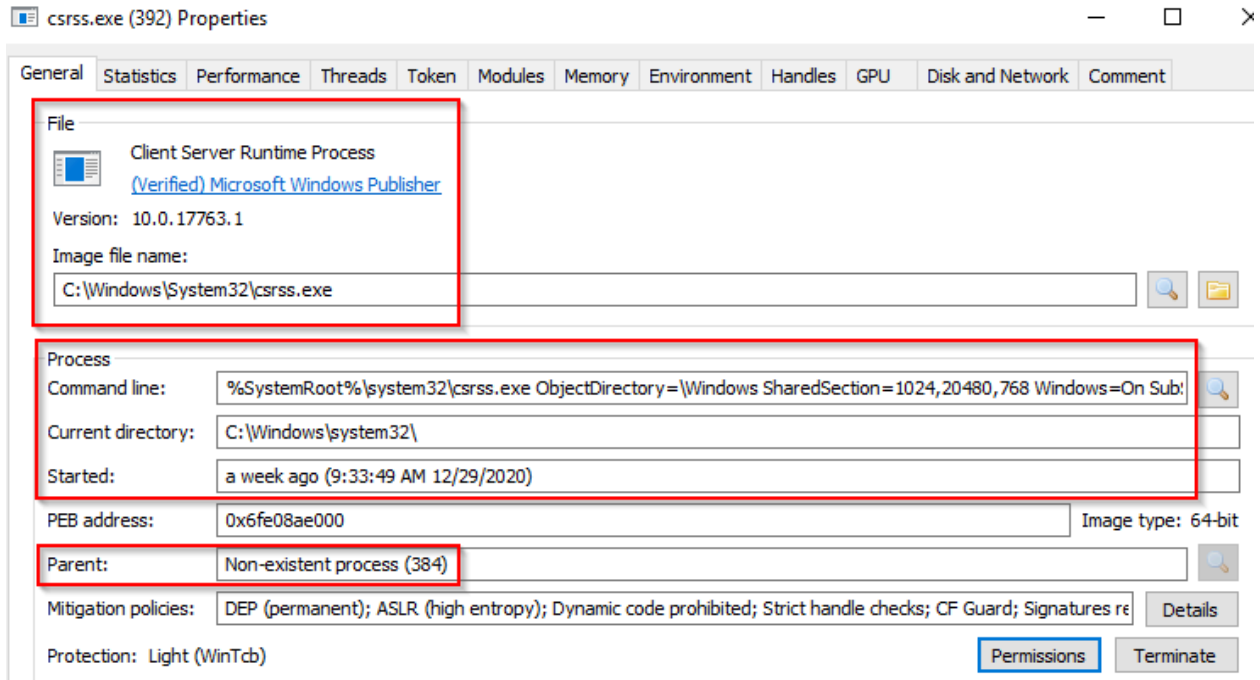 csrss.exe (392) Properties
General Statistics Performance Threads Token Modules Memory Environment Handles GPU Disk and Network Comment
File
Client Server Runtime Process
(Verified) Microsoft Windows Publisher
Version: 10.0.17763.1
Image file name:
C:\Windows\System32\csrss.exe
Process
Command line: %SystemRoot%\system32\csrss.exe ObjectDirectory=\Windows SharedSection=1024,20480,768 Windows=On Sub
Current directory: C:\Windows\system32\
Started: a week ago (9:33:49 AM 12/29/2020)
PEB address: 0x6fe08ae000 Image type: 64-bit
Parent: Non-existent process (384)
Mitigation policies: DEP (permanent); ASLR (high entropy); Dynamic code prohibited; Strict handle checks; CF Guard; Signatures re Details
Protection: Light (WinTcb) Permissions Terminate